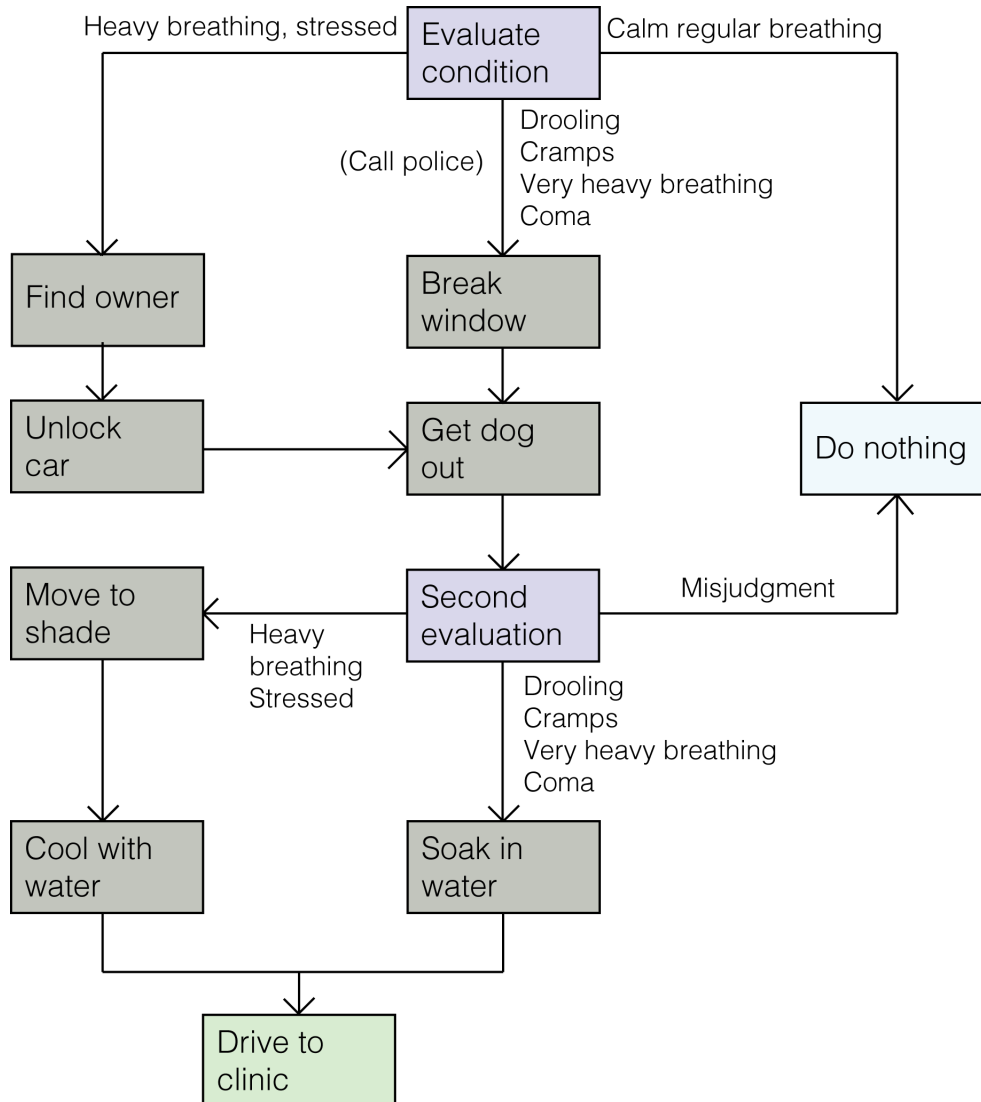 Heavy breathing, stressed
Evaluate
condition
Calm regular breathing
(Call police)
Drooling
Cramps
Very heavy breathing
Coma
Find owner
Break
window
Unlock
car
Get dog
out
Do nothing
Move to
shade
Second
evaluation
Misjudgment
Heavy
breathing
Stressed
Drooling
Cramps
Very heavy breathing
Coma
Cool with
water
Soak in
water
Drive to
clinic